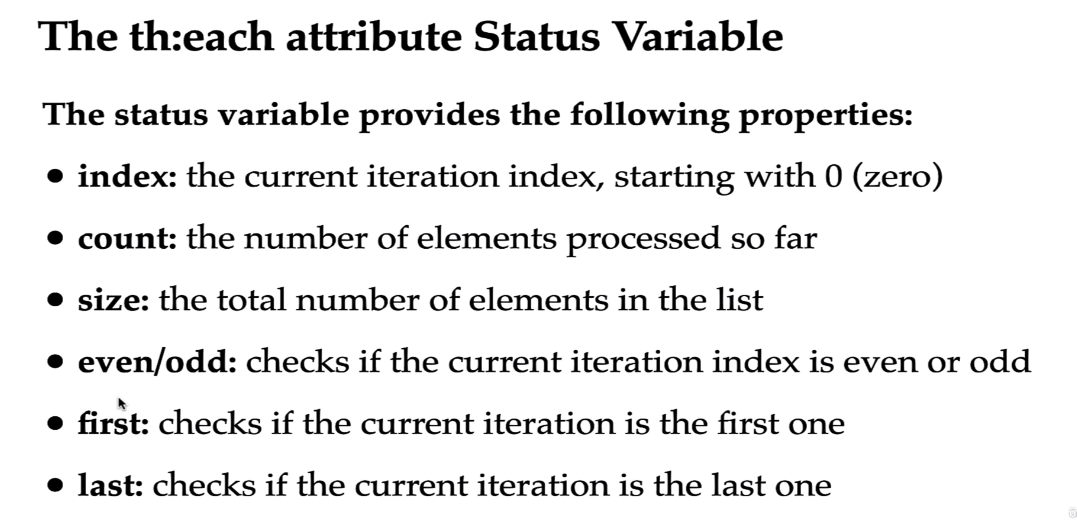 The th:each attribute Status Variable
The status variable provides the following properties:
• index: the current iteration index, starting with 0 (zero)
• count: the number of elements processed so far
• size: the total number of elements in the list
• even/odd: checks if the current iteration index is even or odd
• first: checks if the current iteration is the first one
• last: checks if the current iteration is the last one